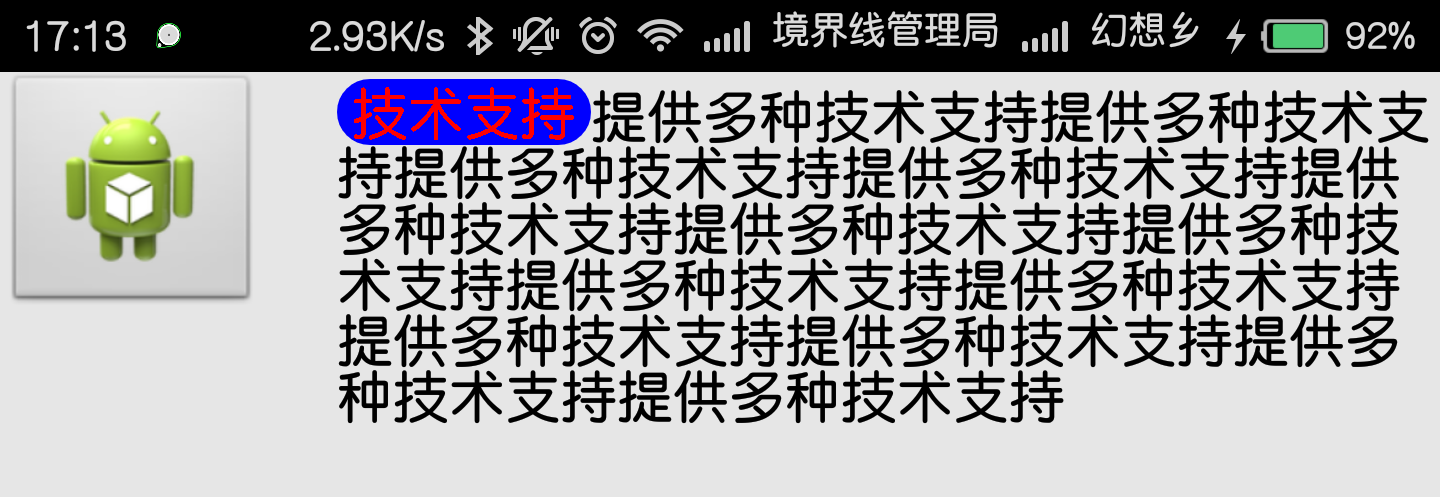 17:13 2.93K/s 境界线管理局 幻想乡 92%
技术支持提供多种技术支持提供多种技术支
持提供多种技术支持提供多种技术支持提供
多种技术支持提供多种技术支持提供多种技
术支持提供多种技术支持提供多种技术支持
提供多种技术支持提供多种技术支持提供多
种技术支持提供多种技术支持